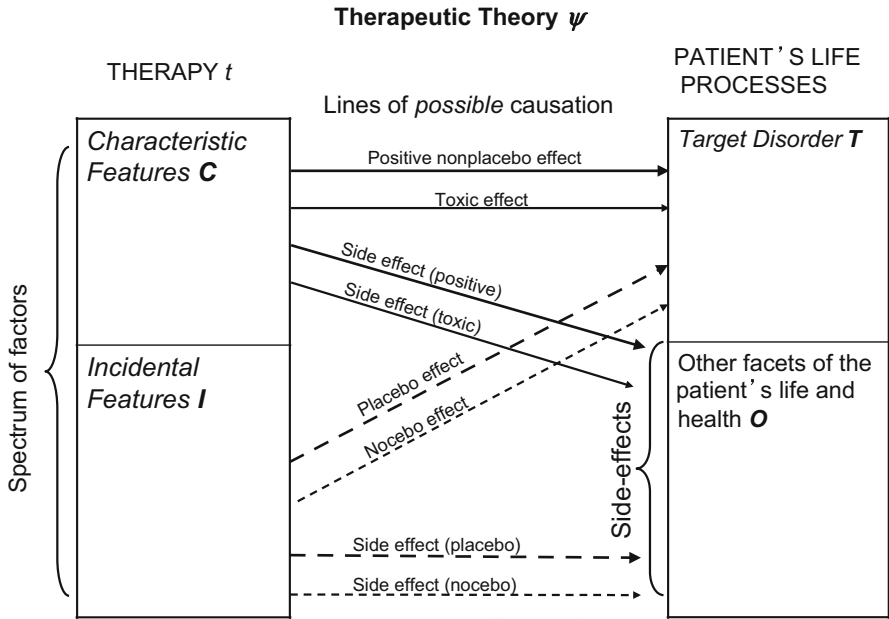 Therapeutic Theory ψ
THERAPY t
PATIENT'S LIFE
PROCESSES
Lines of possible causation
Characteristic
Features C
Target Disorder T
Positive nonplacebo effect
Toxic effect
Side effect (positive)
Side effect (toxic)
Spectrum of factors
Incidental
Features I
Placebo effect
Nocebo effect
Side-effects
Other facets of the
patient's life and
health O
Side effect (placebo)
Side effect (nocebo)